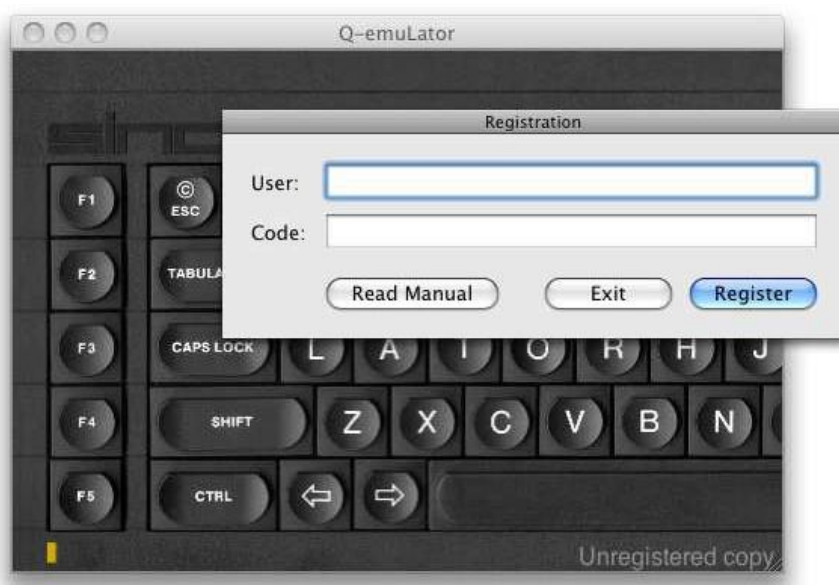 Q-emuLator
Registration
User:
Code:
Read Manual Exit Register
F1 © ESC
F2
F3 CAPS LOCK L A T O R H J
F4 SHIFT Z X C V B N
F5 CTRL ⇦ ⇨
Unregistered copy